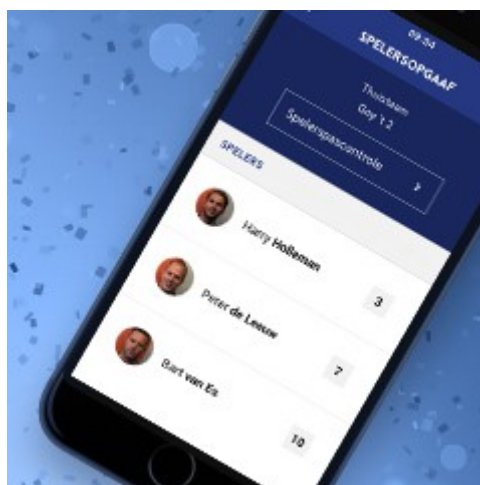 09:54
SPELERSOPGAAF
Thuisteam
Goy 't 2
Spelerspascontrole
SPELERS
Harry Holleman
3
Peter de Leeuw
7
Bart van Es
10